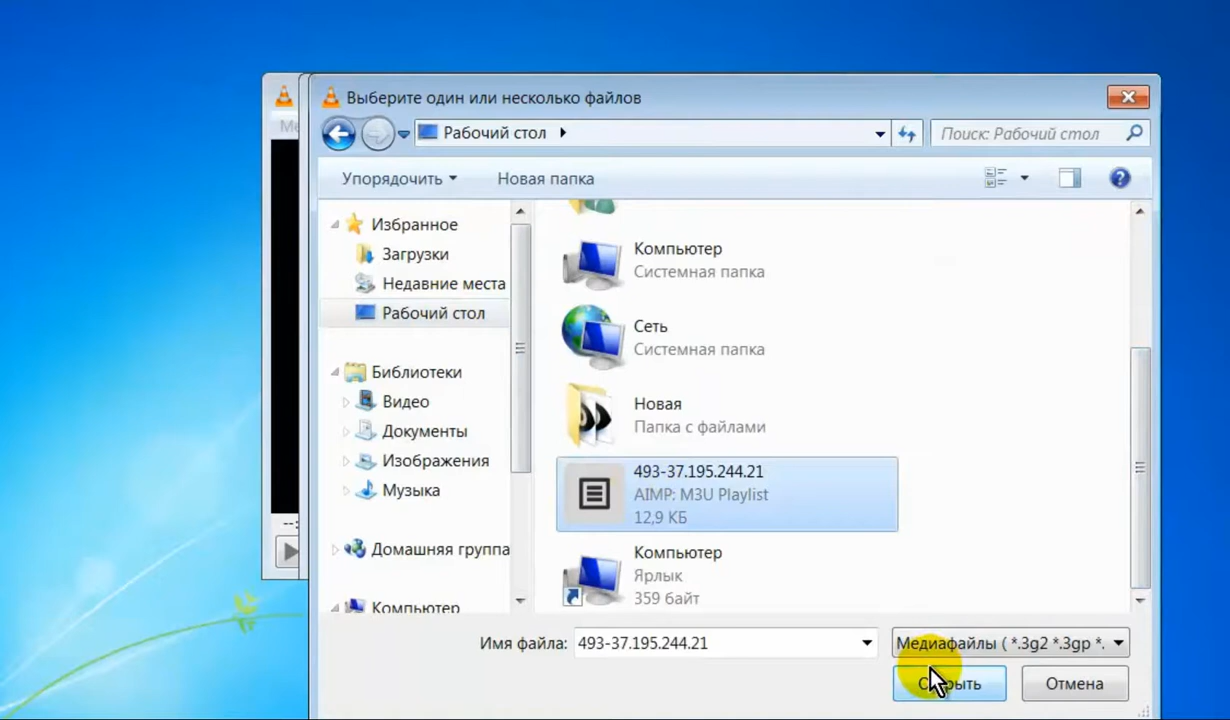 Выберите один или несколько файлов
Рабочий стол
Поиск: Рабочий стол
Упорядочить
Новая папка
Избранное
Загрузки
Недавние места
Рабочий стол
Библиотеки
Видео
Документы
Изображения
Музыка
Домашняя группа
Компьютер
Компьютер
Системная папка
Сеть
Системная папка
Новая
Папка с файлами
493-37.195.244.21
AIMP: M3U Playlist
12,9 КБ
Компьютер
Ярлык
359 байт
Имя файла: 493-37.195.244.21
Медиафайлы ( *.3g2 *.3gp *.
Отмена